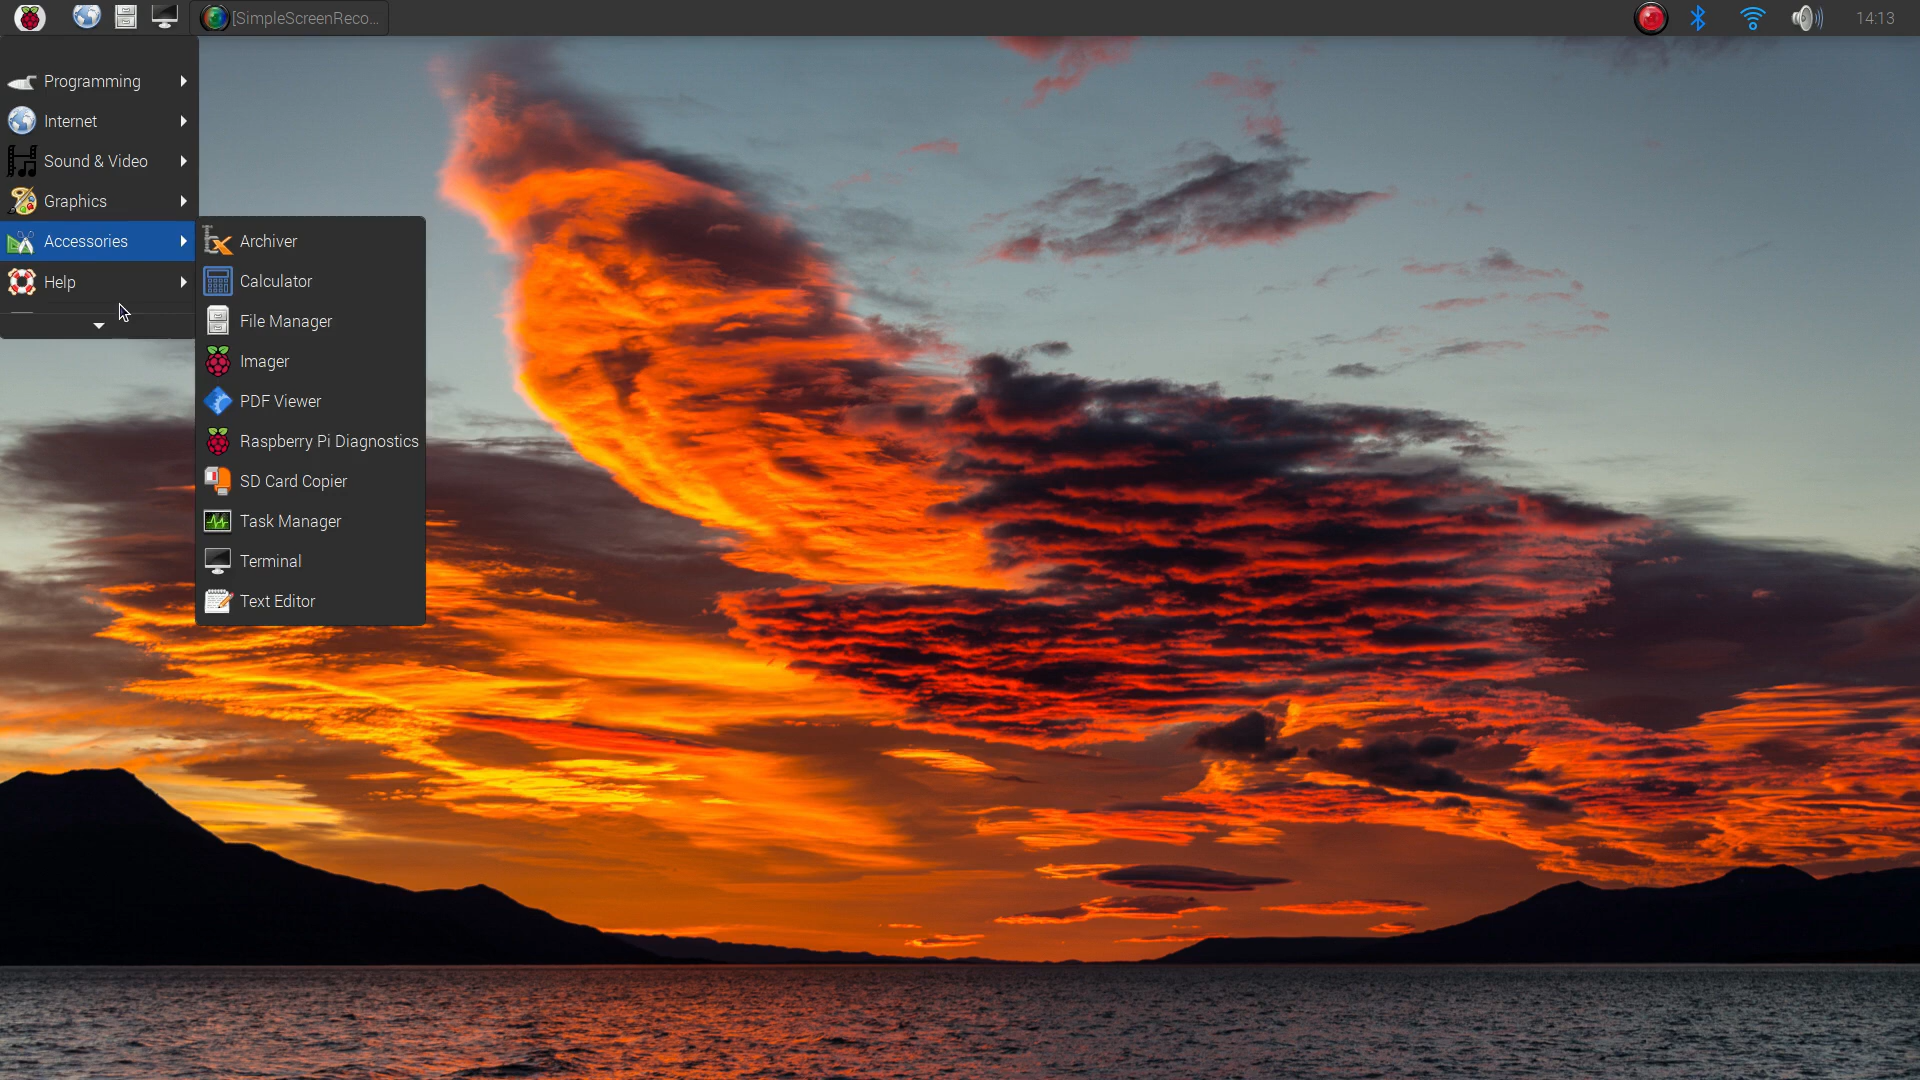 [SimpleScreenReco...
14:13
Programming
Internet
Sound & Video
Graphics
Accessories
Help
Archiver
Calculator
File Manager
Imager
PDF Viewer
Raspberry Pi Diagnostics
SD Card Copier
Task Manager
Terminal
Text Editor